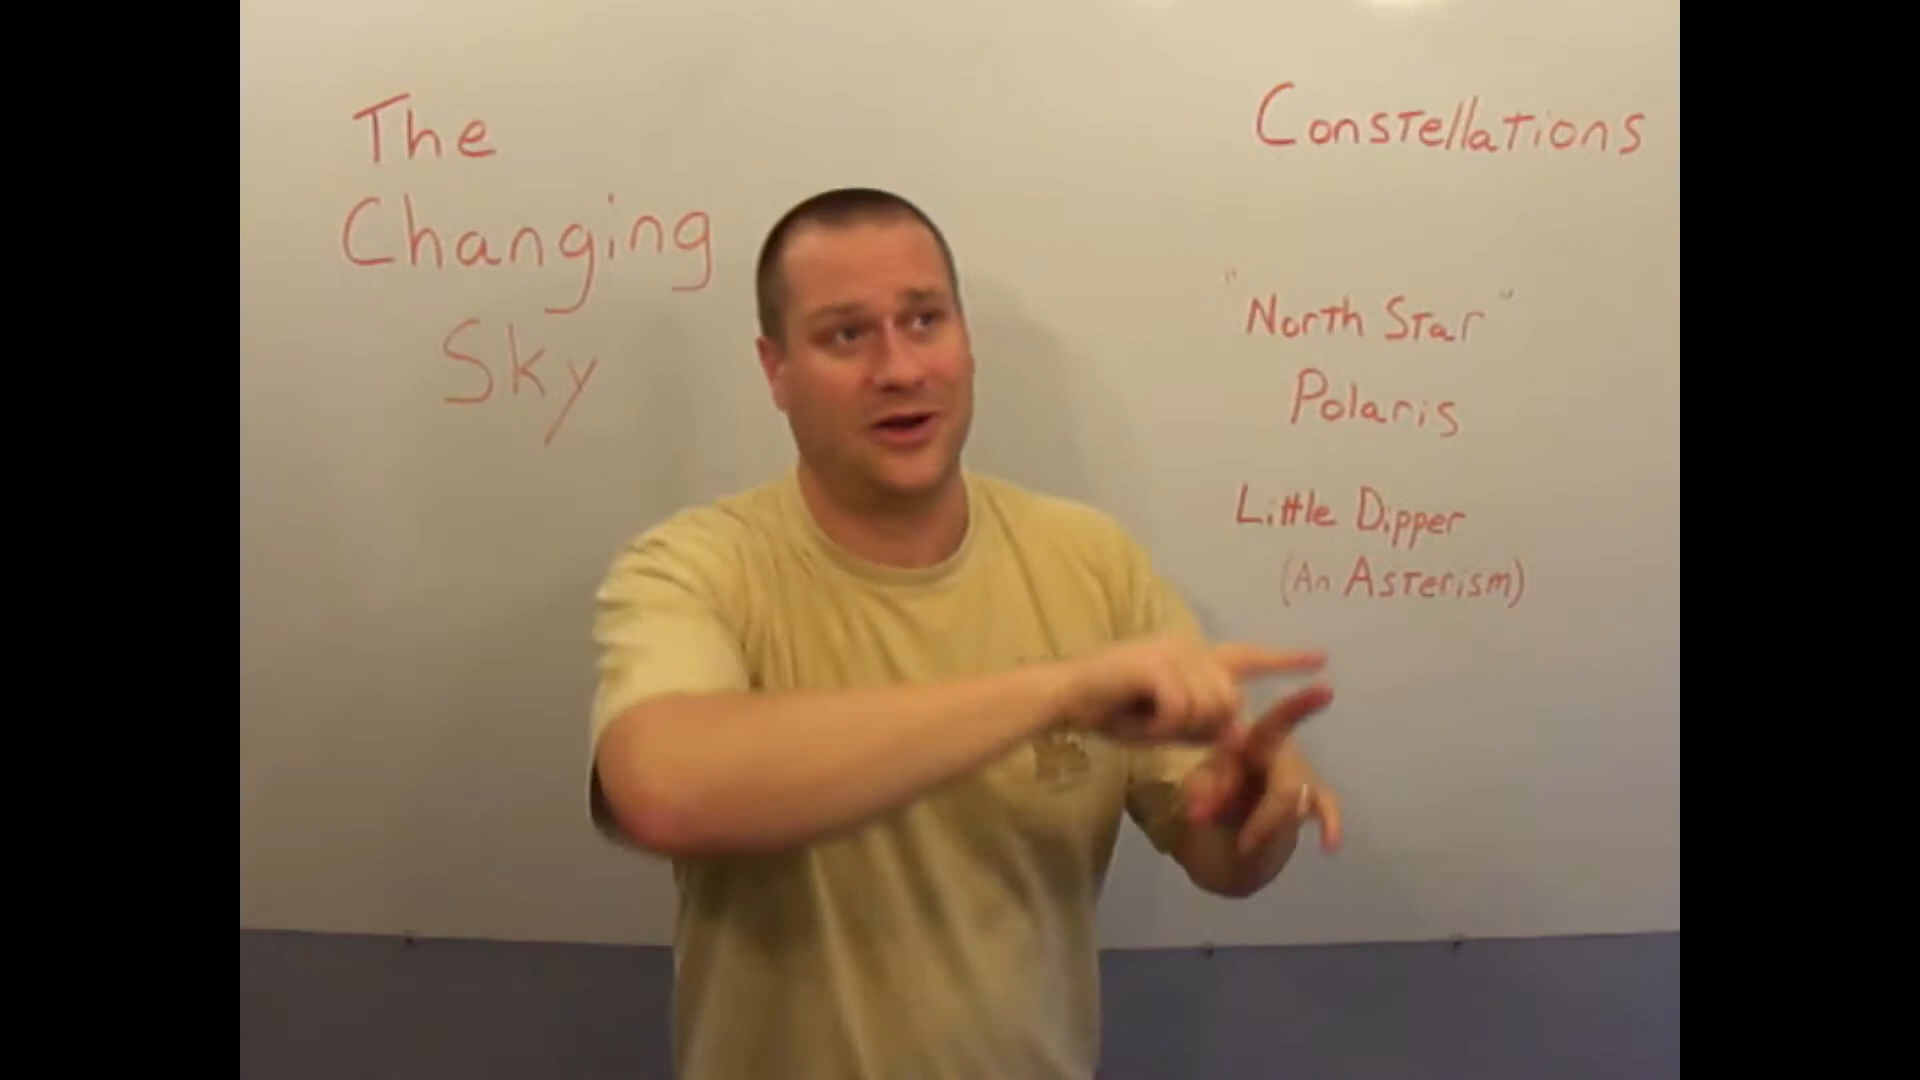 The
Changing
Sky
Constellations
"North Star"
Polaris
Little Dipper
(An Asterism)